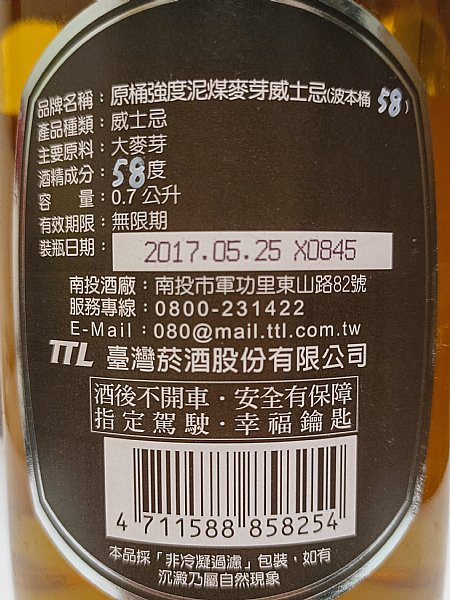 品牌名稱：原桶強度泥煤麥芽威士忌(波本桶 58)
產品種類：威士忌
主要原料：大麥芽
酒精成分：58度
容　　量：0.7 公升
有效期限：無限期
裝瓶日期：2017.05.25 X0845
南投酒廠：南投市軍功里東山路82號
服務專線：0800-231422
E-Mail：080@mail.ttl.com.tw
TTL 臺灣菸酒股份有限公司
酒後不開車·安全有保障
指定駕駛·幸福鑰匙
4 711588 858254
本品採「非冷凝過濾」包裝，如有
沉澱乃屬自然現象